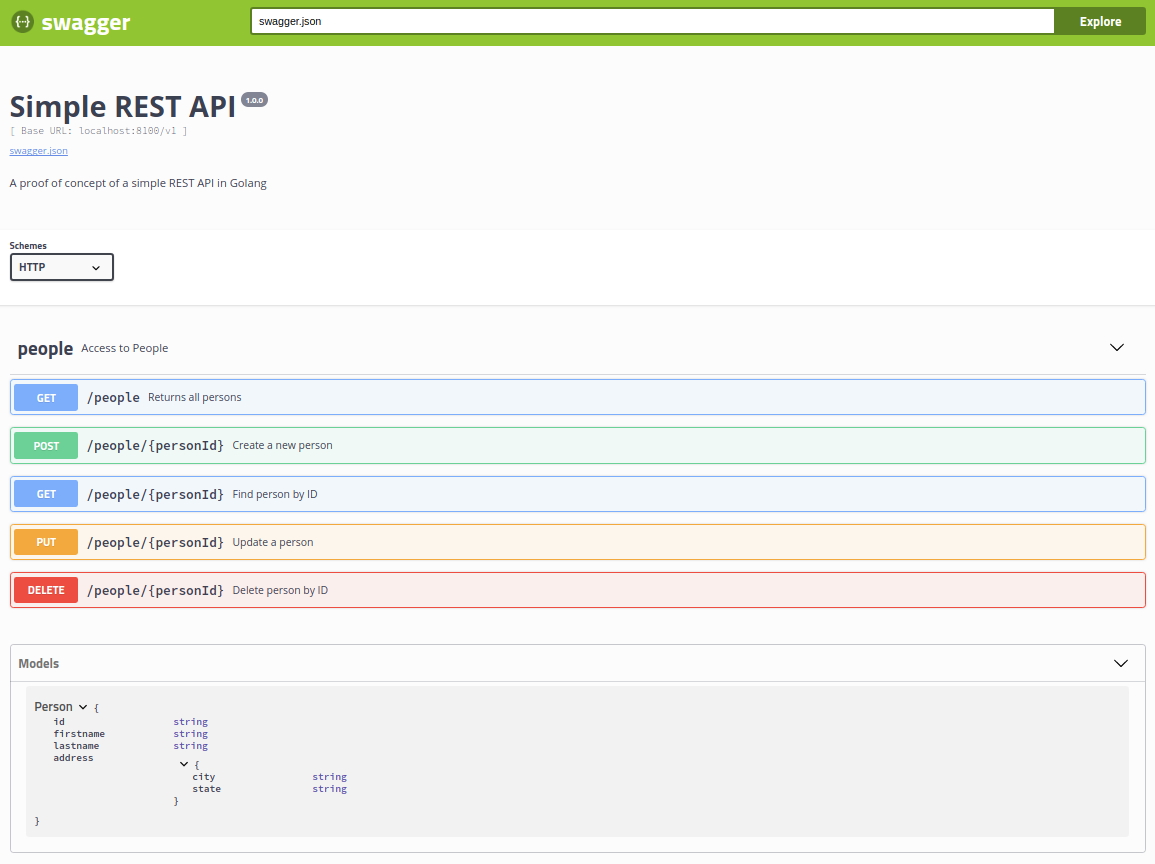 swagger
swagger.json
Explore
Simple REST API 1.0.0
[ Base URL: localhost:8100/v1 ]
swagger.json
A proof of concept of a simple REST API in Golang
Schemes
HTTP
people Access to People
GET /people Returns all persons
POST /people/{personId} Create a new person
GET /people/{personId} Find person by ID
PUT /people/{personId} Update a person
DELETE /people/{personId} Delete person by ID
Models
Person {
id string
firstname string
lastname string
address
{
city string
state string
}
}